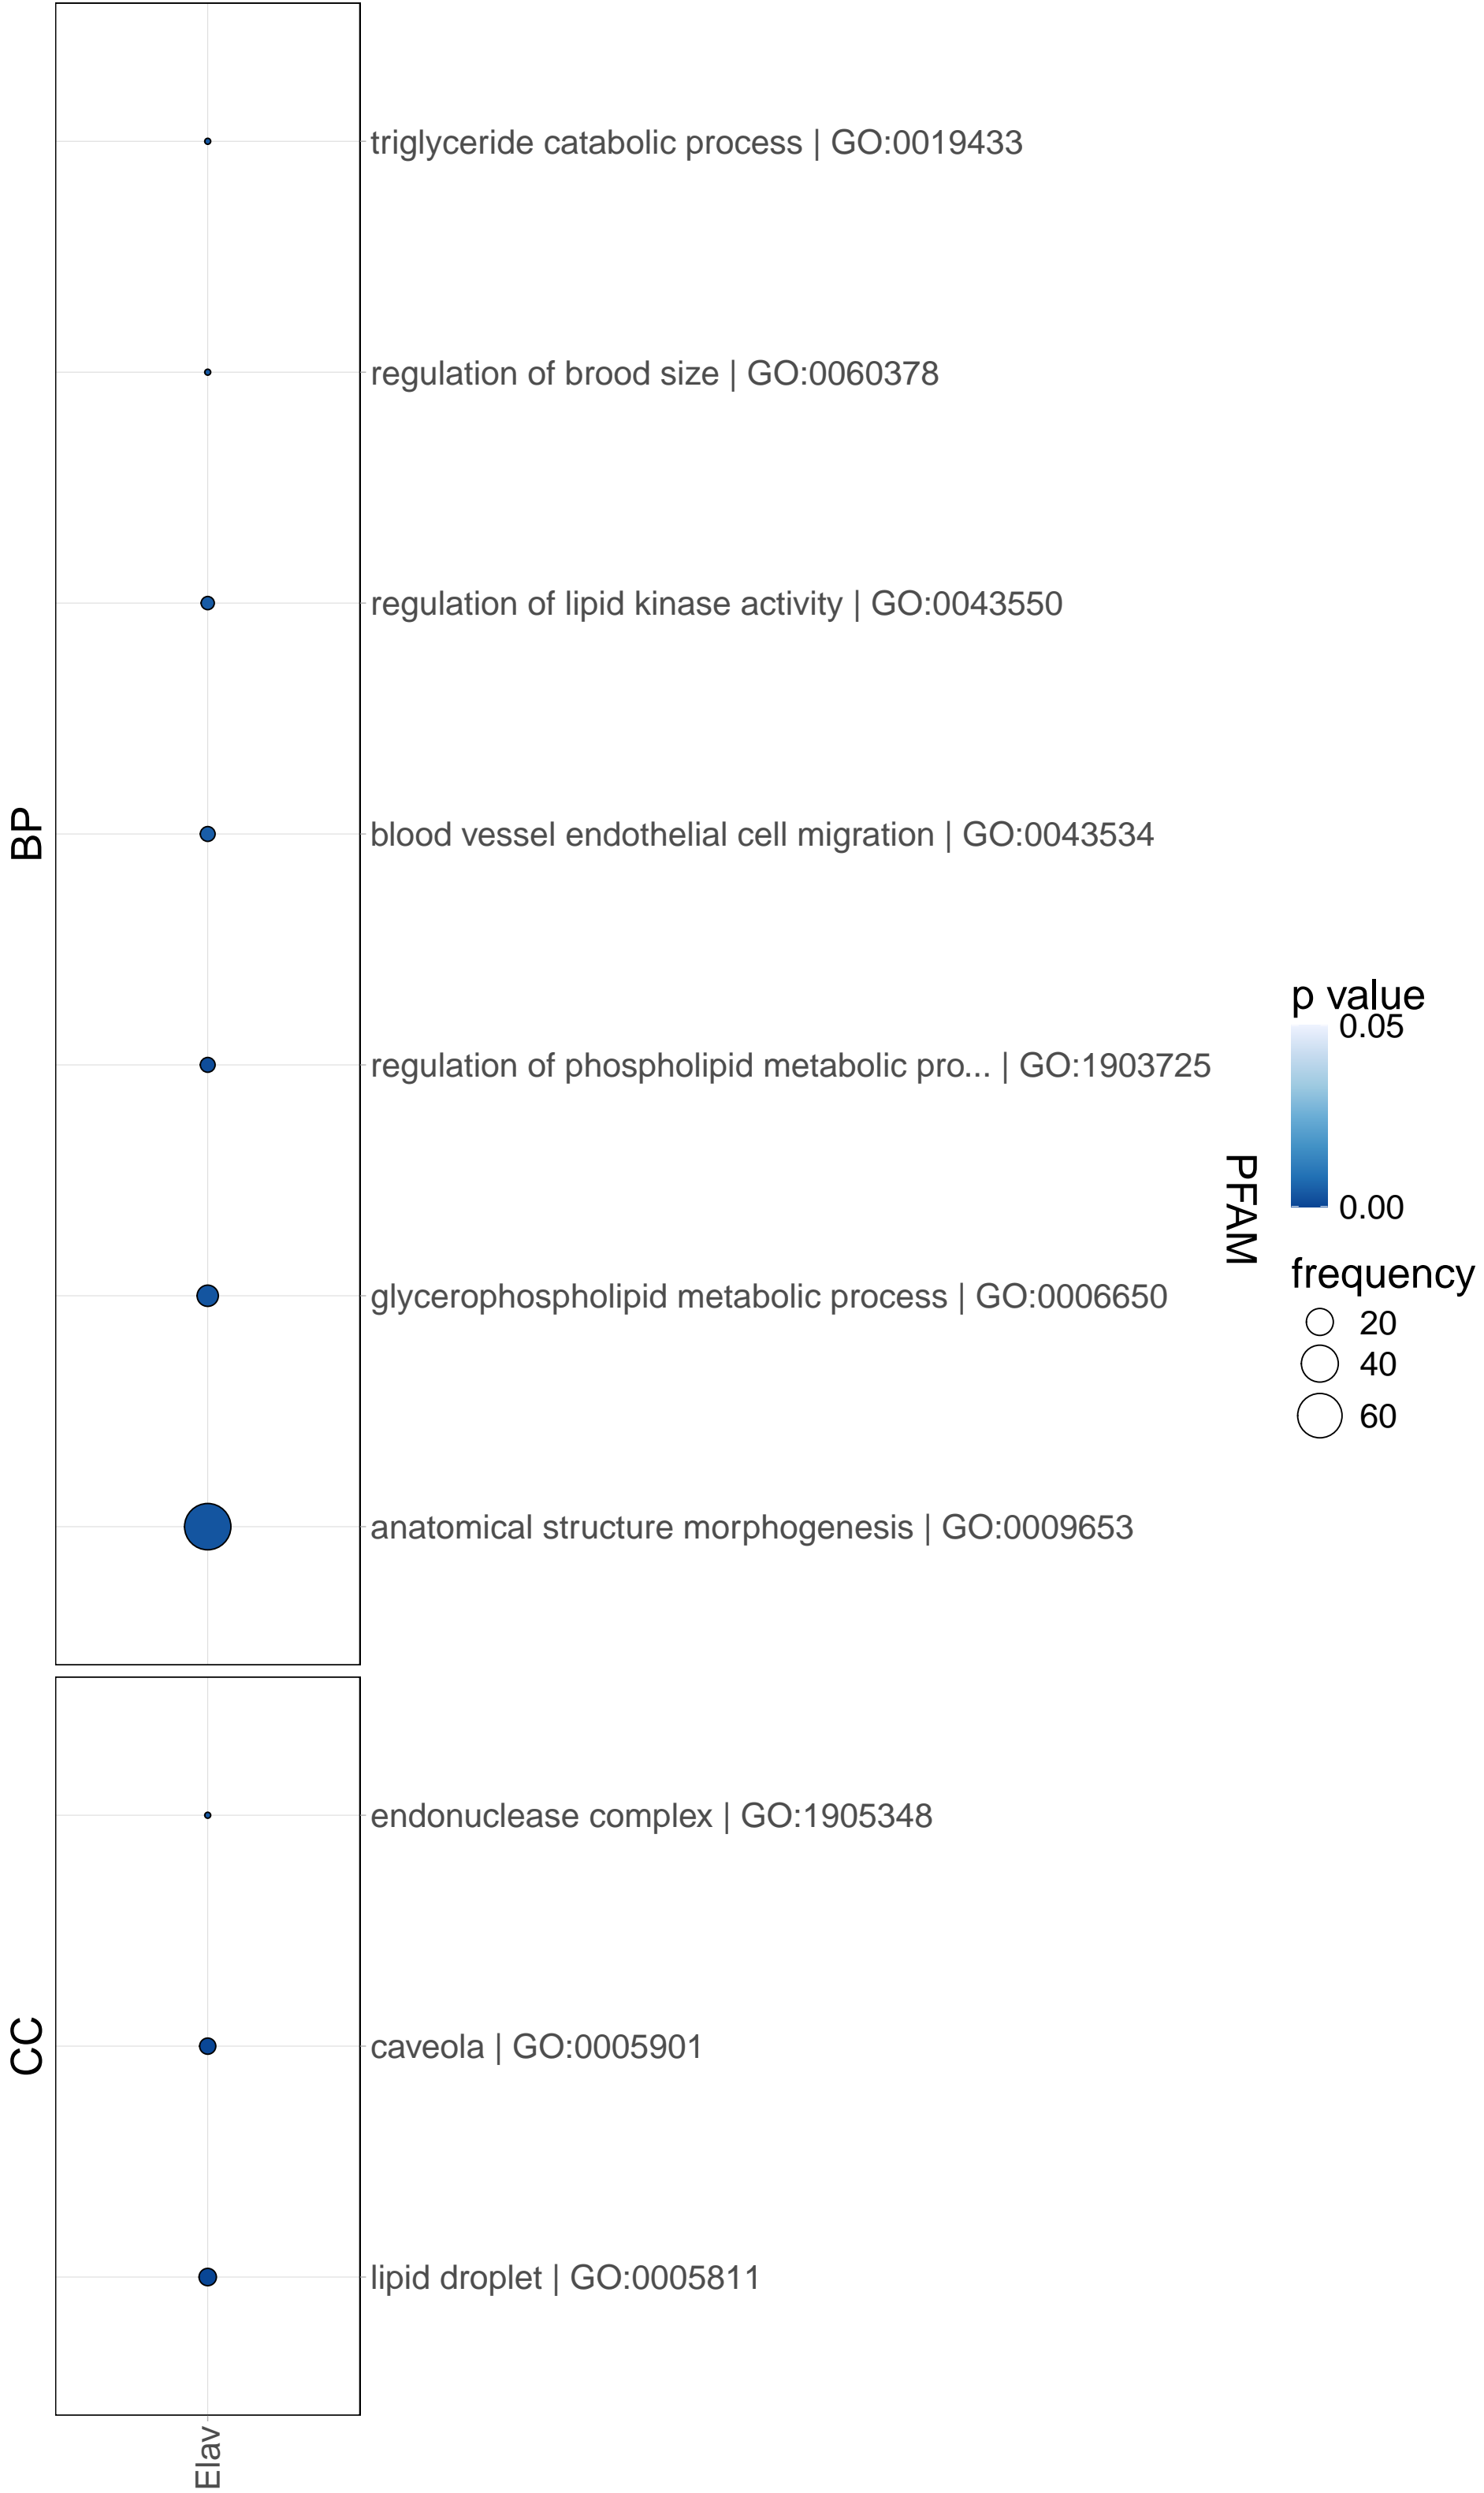 BP
triglyceride catabolic process | GO:0019433
regulation of brood size | GO:0060378
regulation of lipid kinase activity | GO:0043550
blood vessel endothelial cell migration | GO:0043534
regulation of phospholipid metabolic pro... | GO:1903725
glycerophospholipid metabolic process | GO:0006650
anatomical structure morphogenesis | GO:0009653
CC
endonuclease complex | GO:1905348
caveola | GO:0005901
lipid droplet | GO:0005811
Elav
PFAM
p value
0.05
0.00
frequency
20
40
60